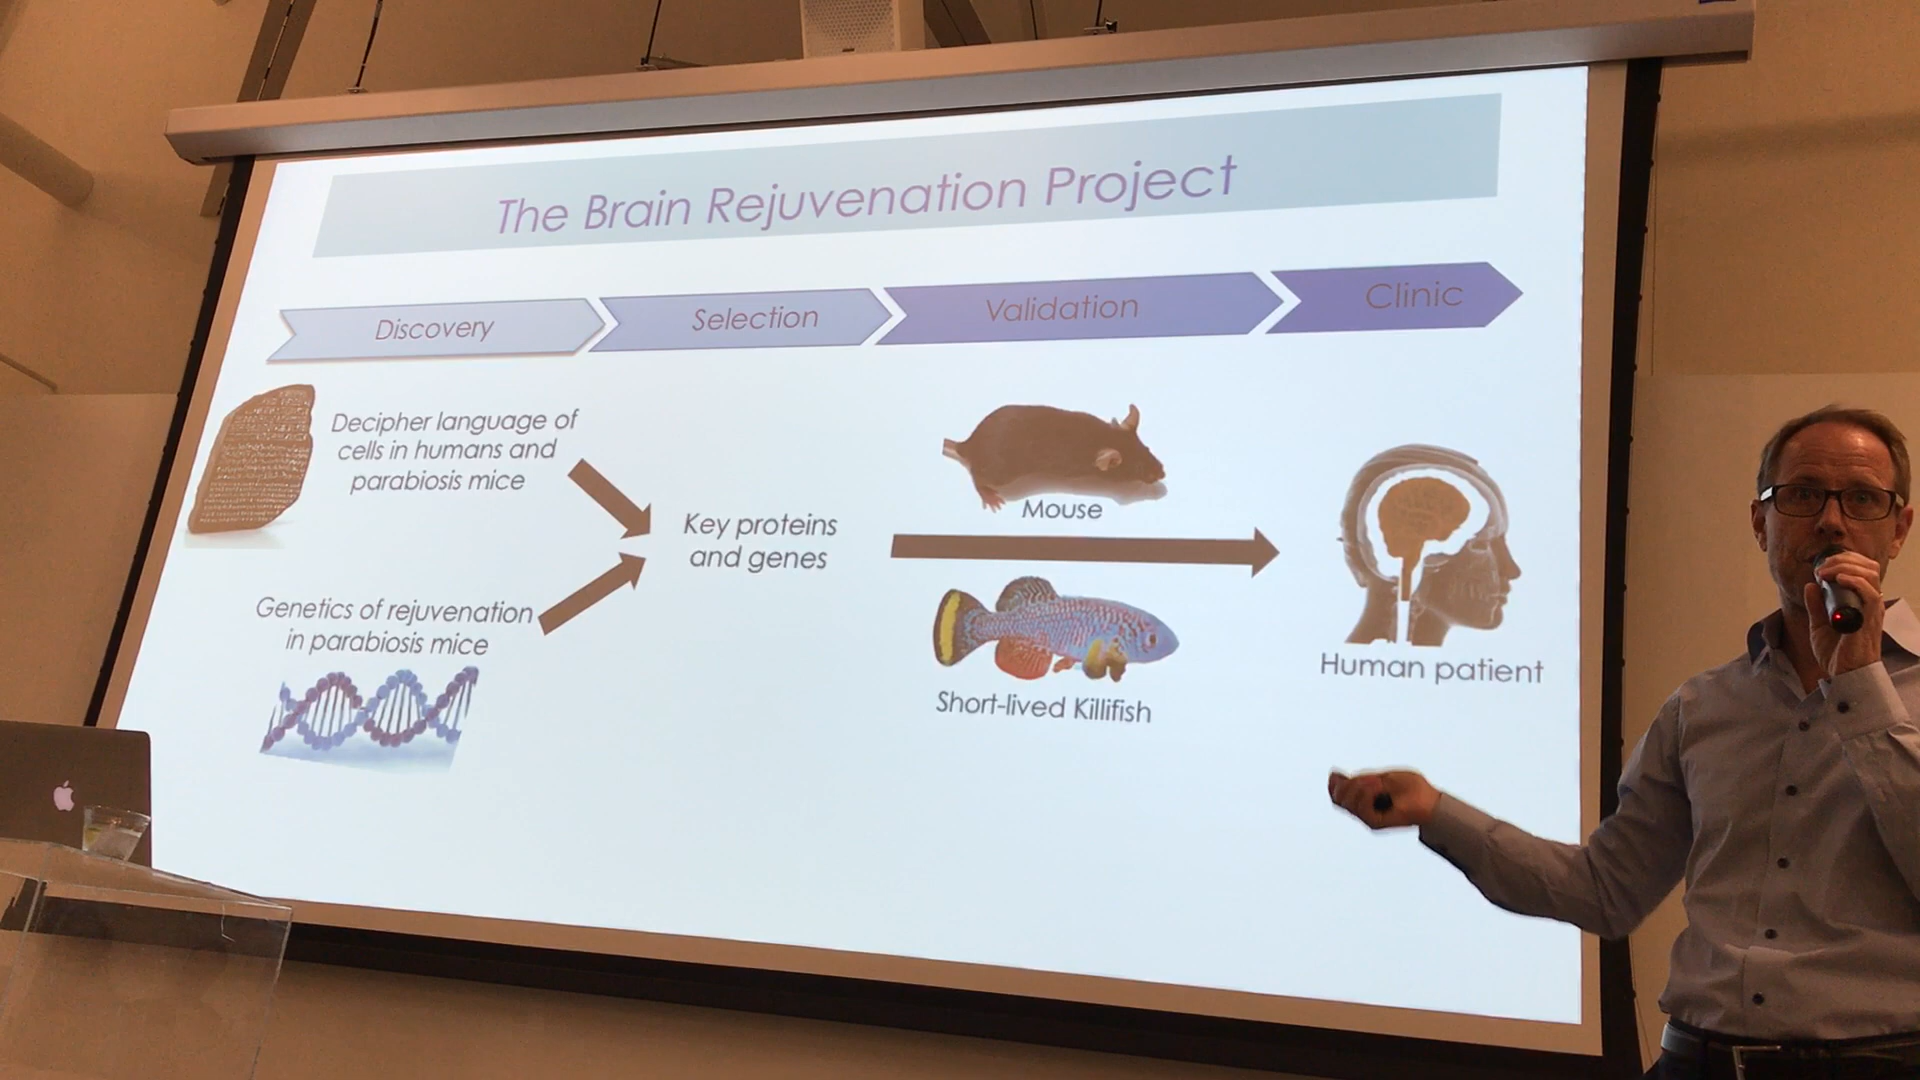 The Brain Rejuvenation Project
Discovery
Selection
Validation
Clinic
Decipher language of
cells in humans and
parabiosis mice
Genetics of rejuvenation
in parabiosis mice
Key proteins
and genes
Mouse
Short-lived Killifish
Human patient